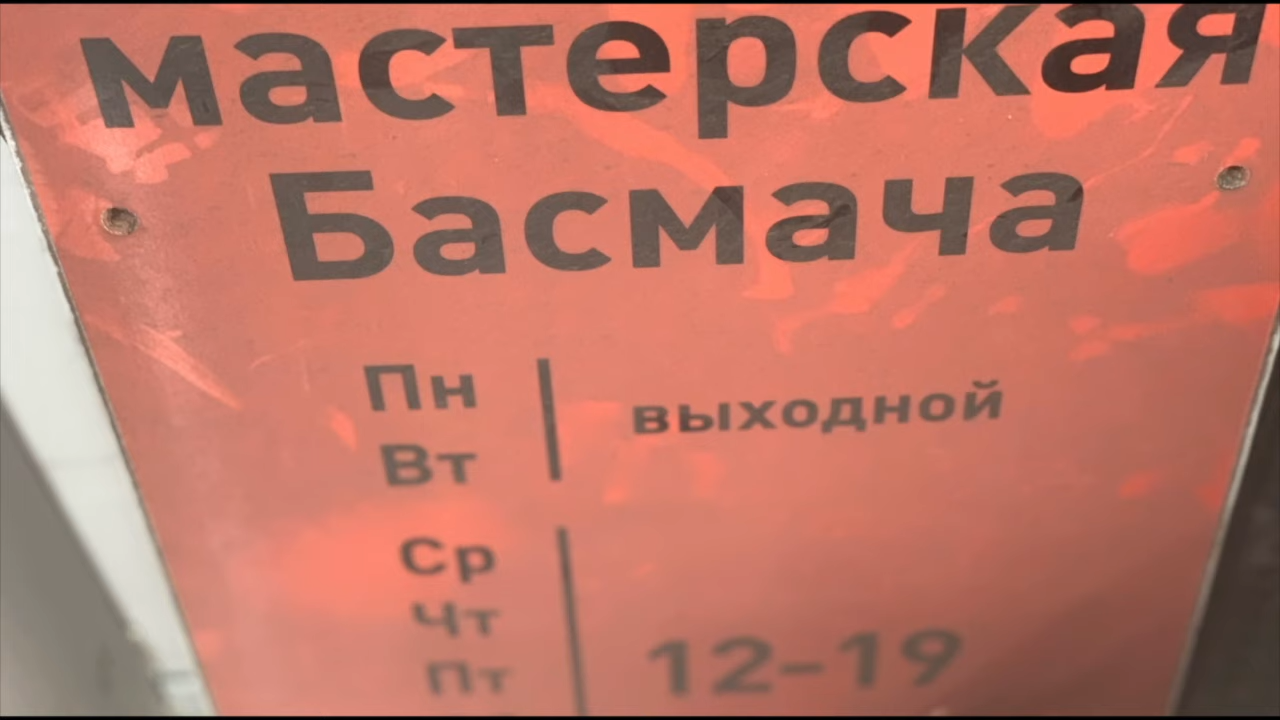 мастерская
Басмача
Пн
Вт
выходной
Ср
Чт
Пт
12-19